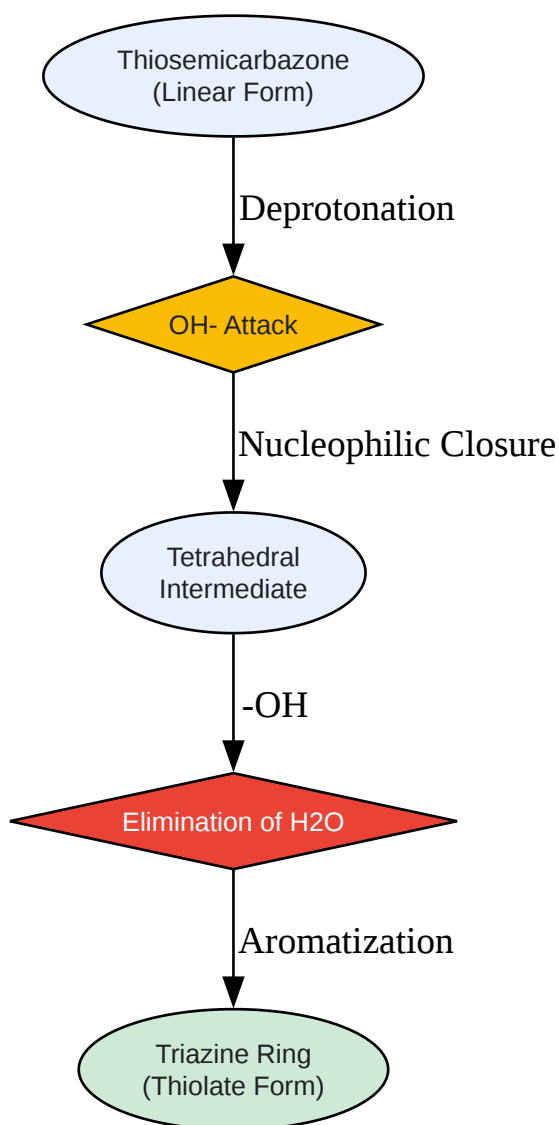 Thiosemicarbazone
(Linear Form)
Deprotonation
OH- Attack
Nucleophilic Closure
Tetrahedral
Intermediate
-OH
Elimination of H2O
Aromatization
Triazine Ring
(Thiolate Form)